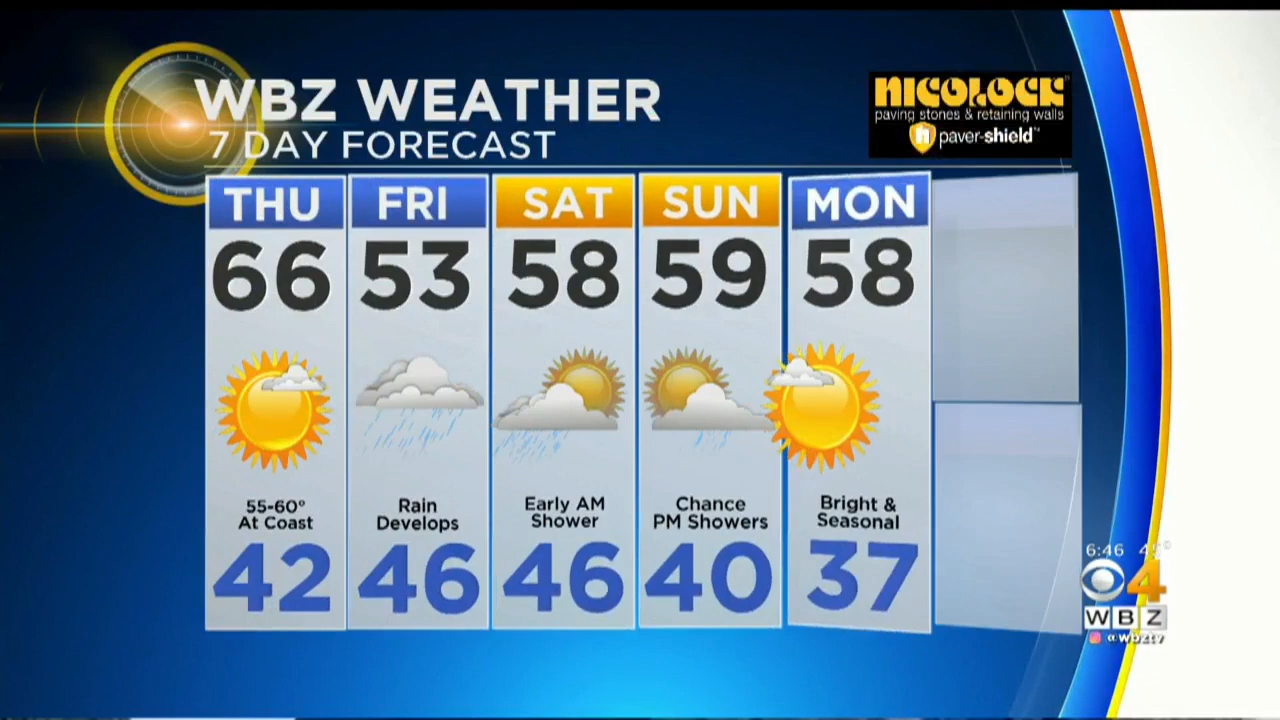 WBZ WEATHER
7 DAY FORECAST
NICOLOCK
paving stones & retaining walls
paver-shield™
THU
66
55-60°
At Coast
42
FRI
53
Rain
Develops
46
SAT
58
Early AM
Shower
46
SUN
59
Chance
PM Showers
40
MON
58
Bright &
Seasonal
37
6:46
4
WBZ
@wbztv